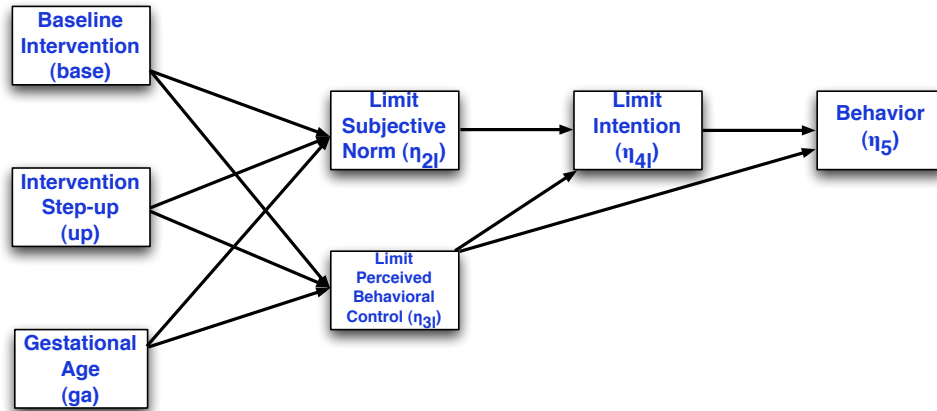 Baseline
Intervention
(base)
Intervention
Step-up
(up)
Gestational
Age
(ga)
Limit
Subjective
Norm (η2l)
Limit
Perceived
Behavioral
Control (η3l)
Limit
Intention
(η4l)
Behavior
(η5)